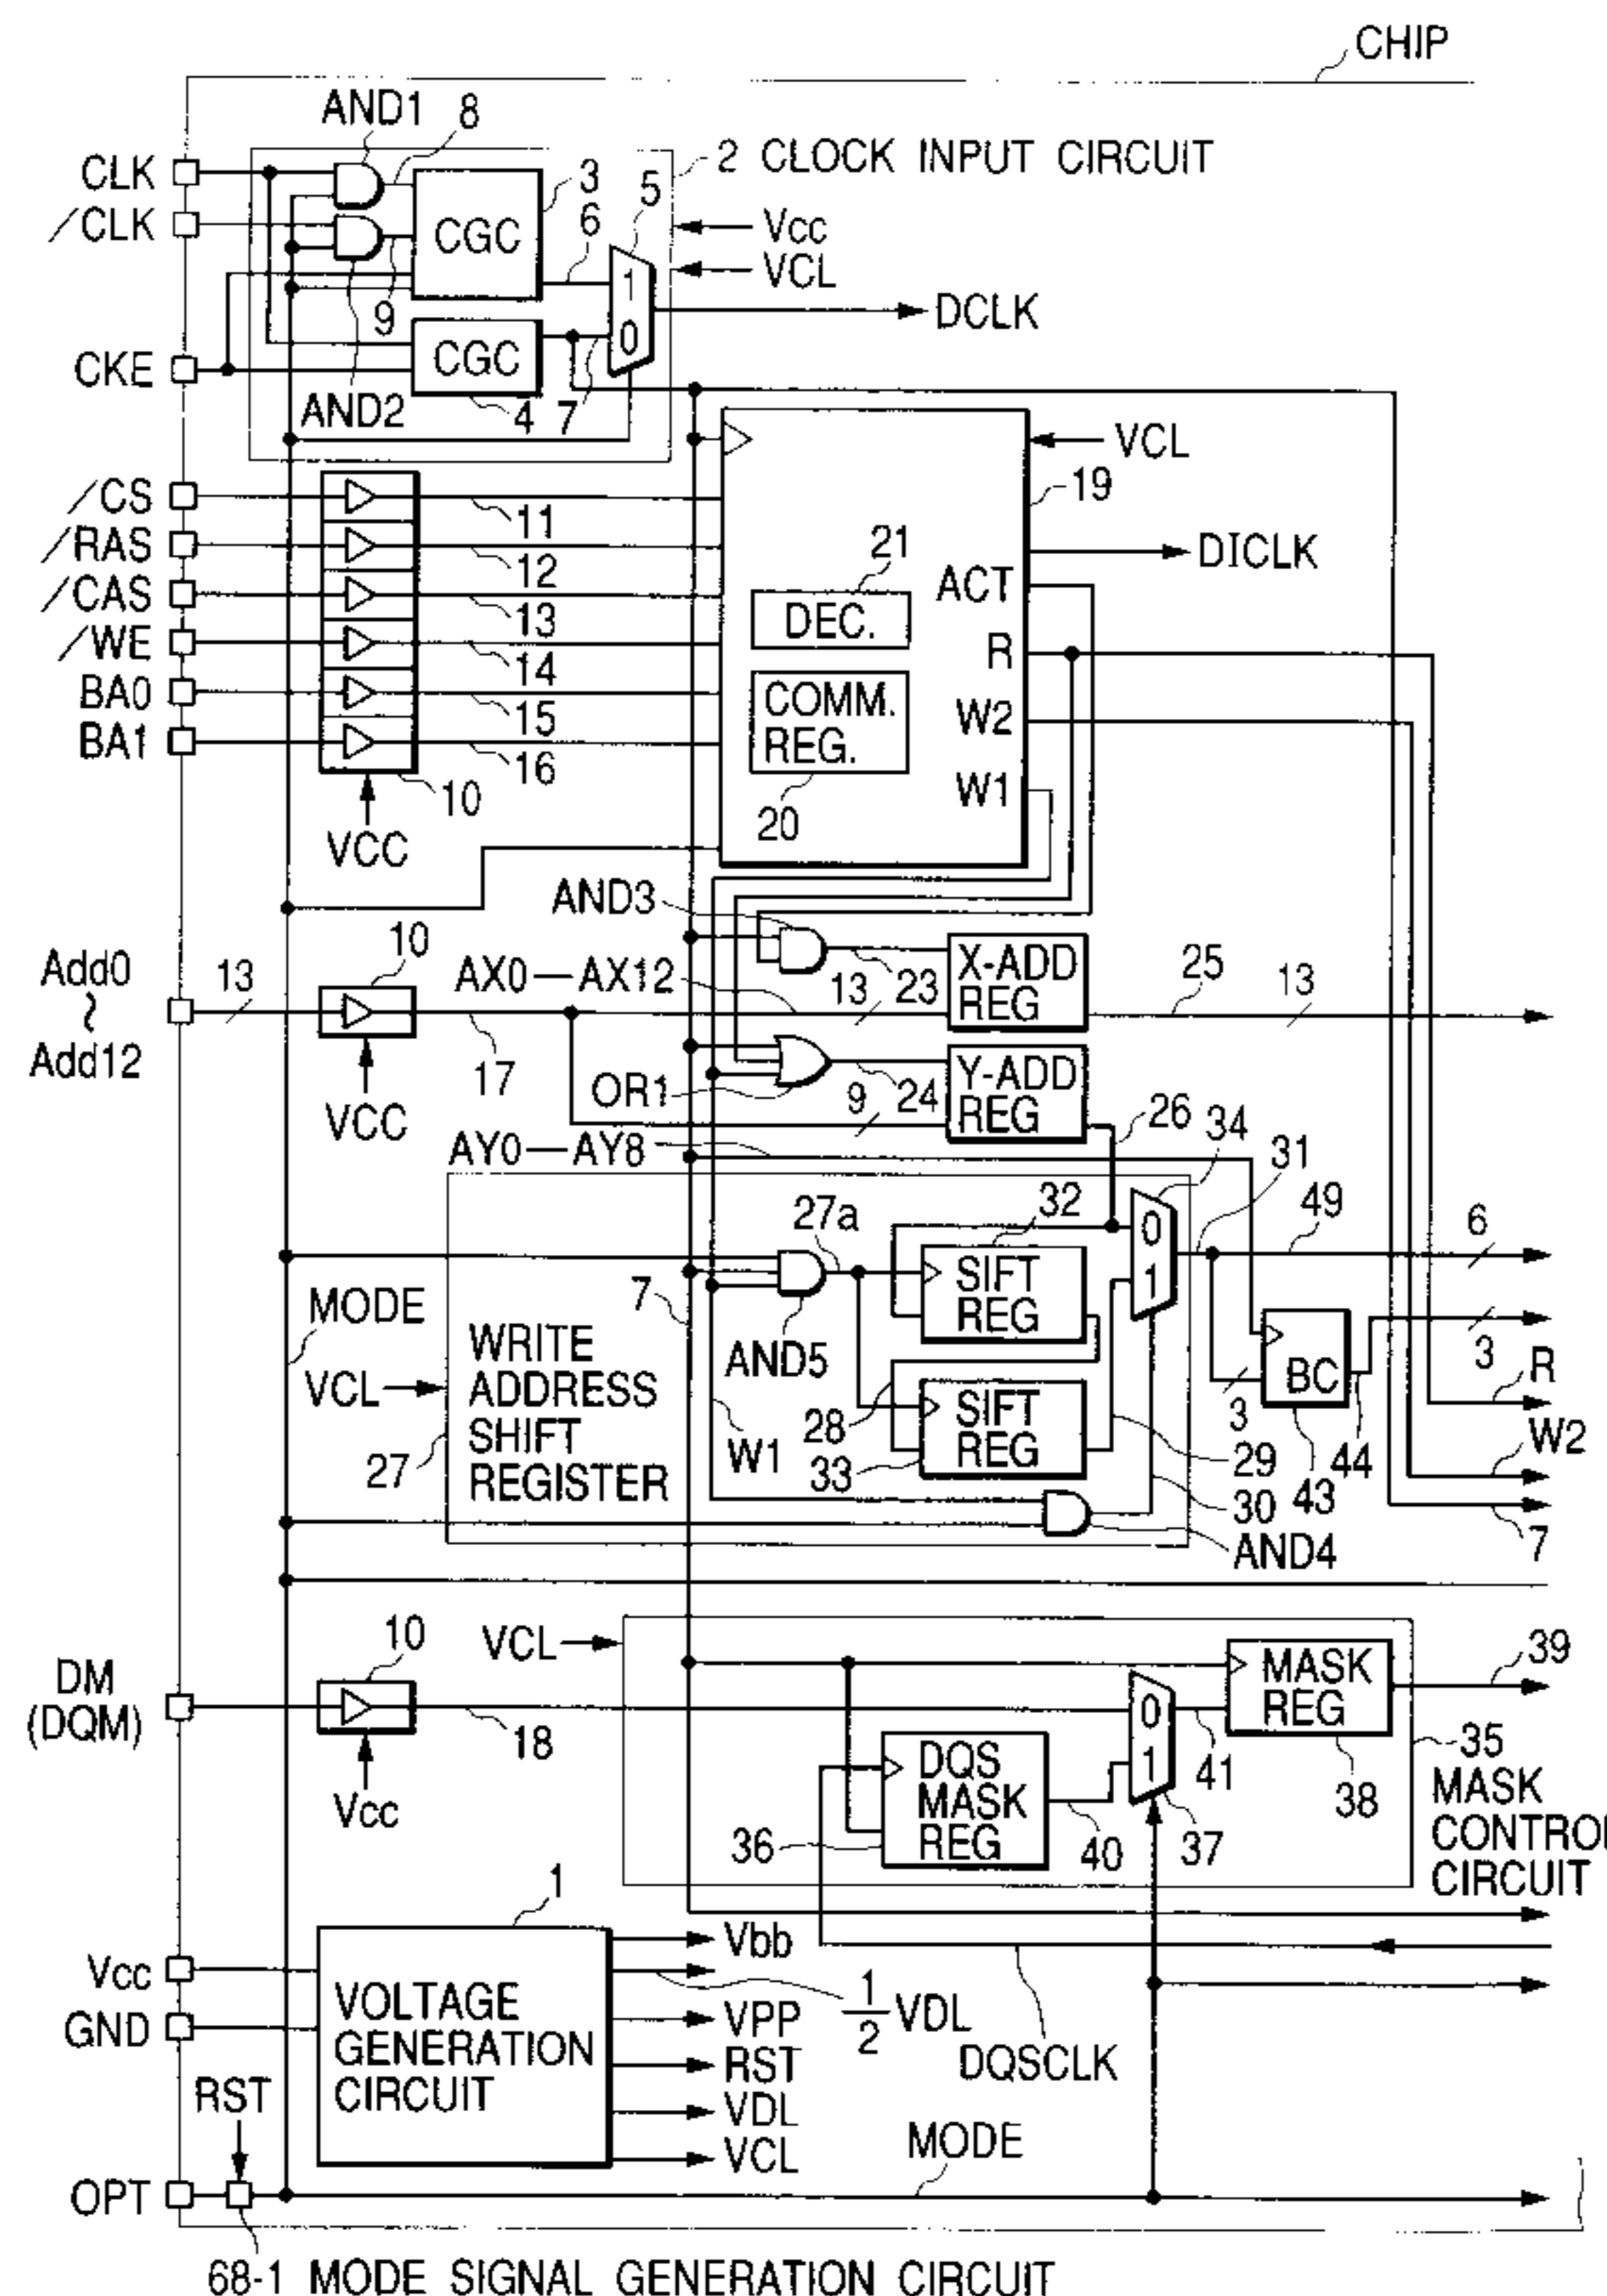 CHIP
AND1
8
CLK
/CLK
CKE
CGC
3
6
5
2 CLOCK INPUT CIRCUIT
Vcc
VCL
1
0
DCLK
9
CGC
AND2
4
7
VCL
19
/CS
/RAS
/CAS
/WE
BA0
BA1
11
12
13
14
15
16
10
VCC
21
DEC.
COMM.
REG.
20
DICLK
ACT
R
W2
W1
AND3
Add0
~
Add12
13
10
VCC
17
AX0—AX12
13
23
X-ADD
REG
25
13
OR1
9
24
Y-ADD
REG
26
34
31
AY0—AY8
49
6
27a
32
0
1
SIFT
REG
7
MODE
VCL
27
WRITE
ADDRESS
SHIFT
REGISTER
AND5
W1
28
33
SIFT
REG
29
30
AND4
3
BC
44
43
3
R
W2
7
DM
(DQM)
10
Vcc
18
VCL
0
1
MASK
REG
39
41
38
35
MASK
CONTRO
CIRCUIT
DQS
MASK
REG
36
40
37
1
Vcc
GND
VOLTAGE
GENERATION
CIRCUIT
Vbb
1/2 VDL
VPP
RST
VDL
VCL
DQSCLK
RST
OPT
MODE
68-1 MODE SIGNAL GENERATION CIRCUIT